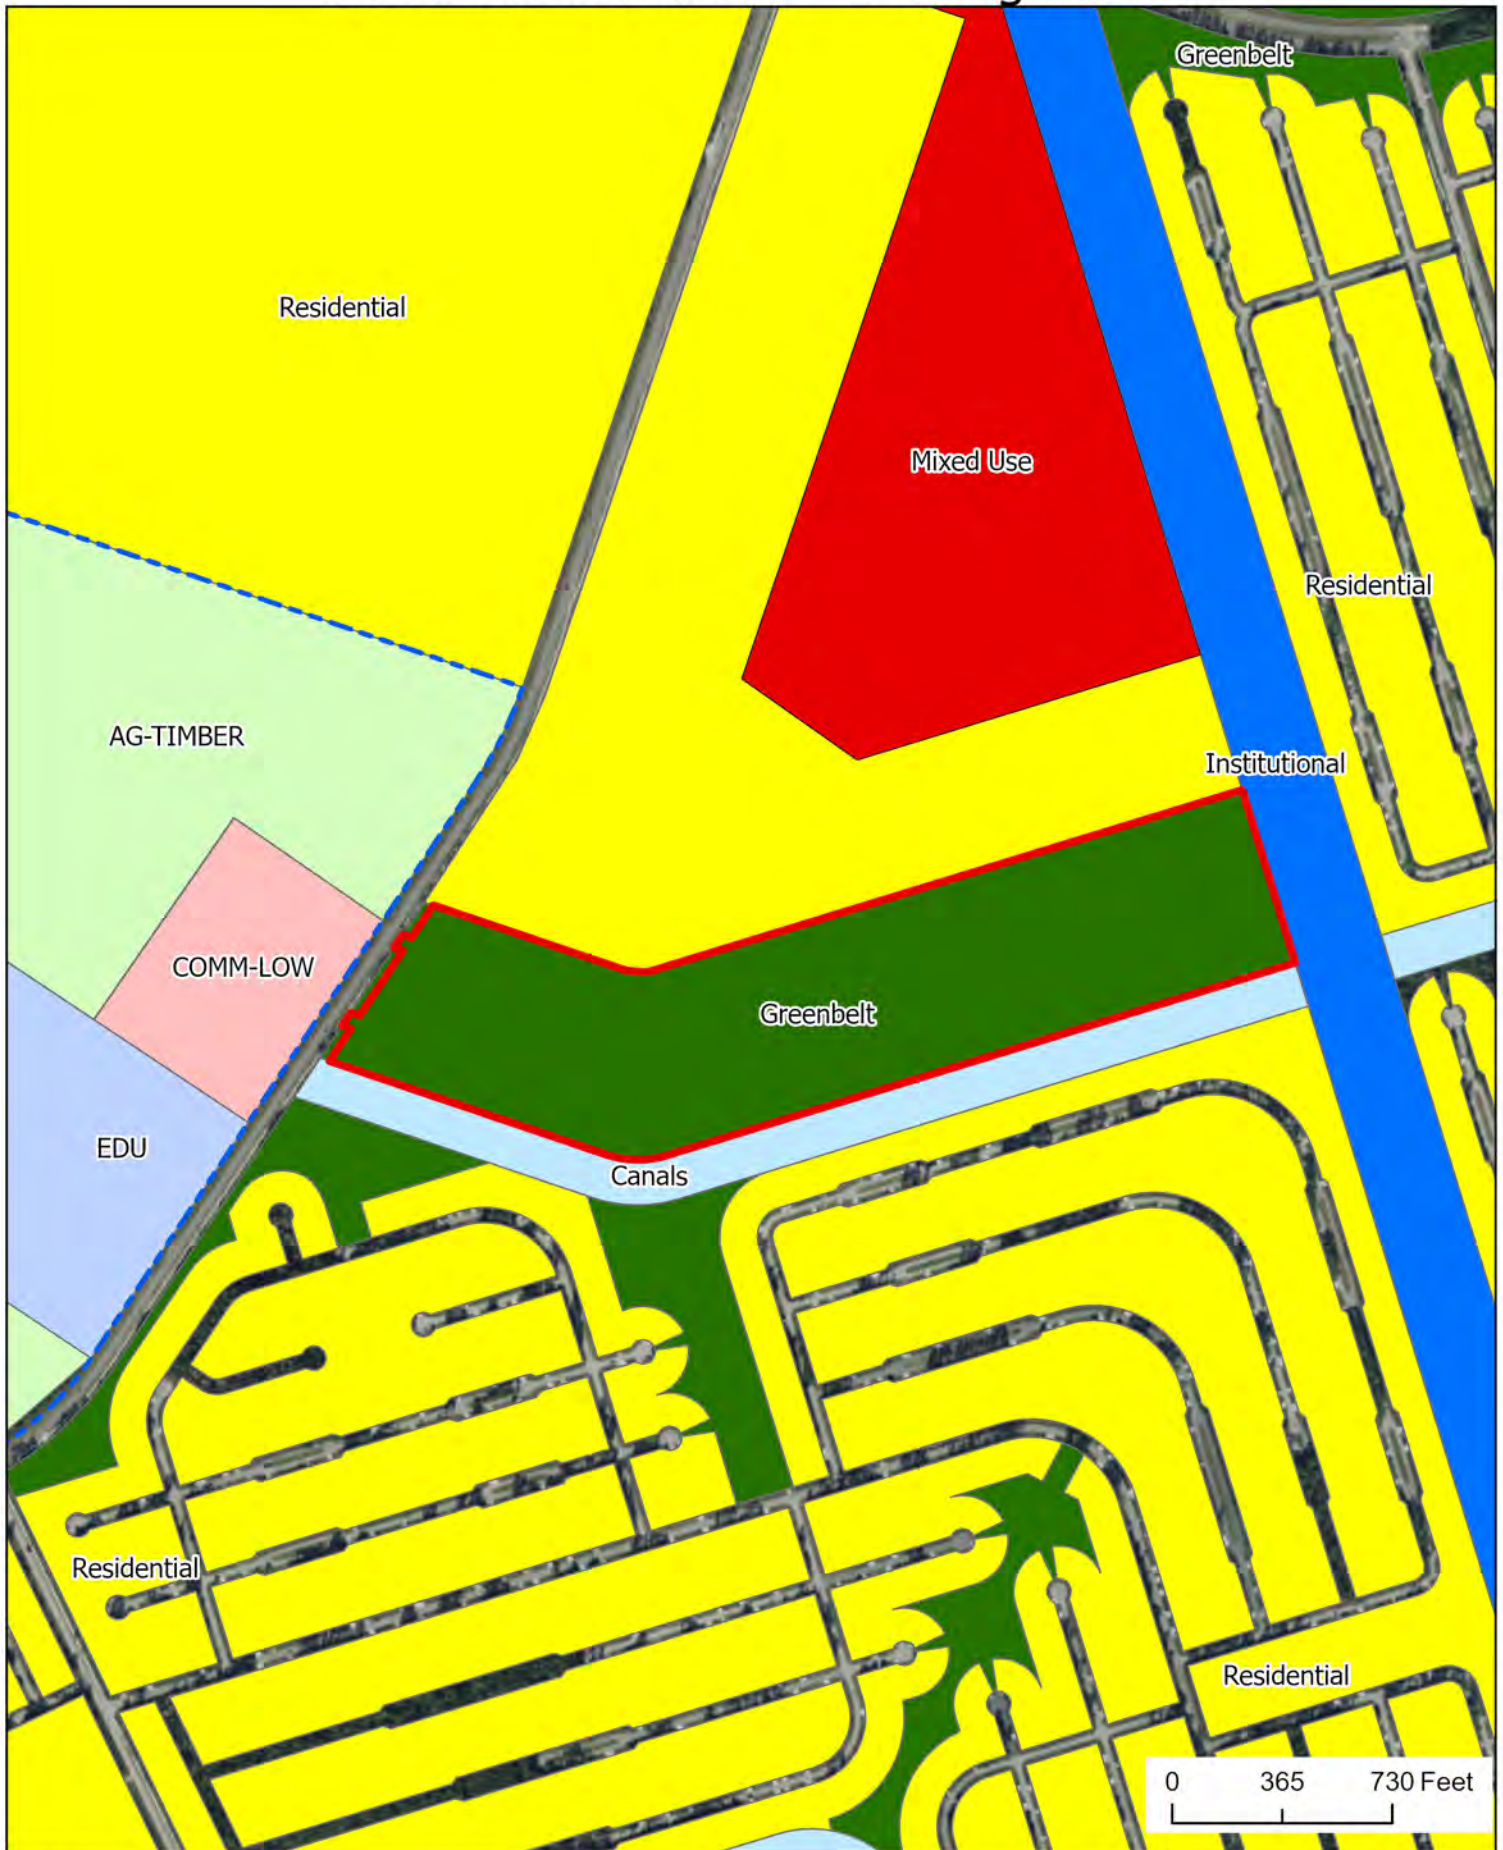 Greenbelt
Residential
Mixed Use
Residential
AG-TIMBER
Institutional
COMM-LOW
Greenbelt
EDU
Canals
Residential
Residential
0 365 730 Feet